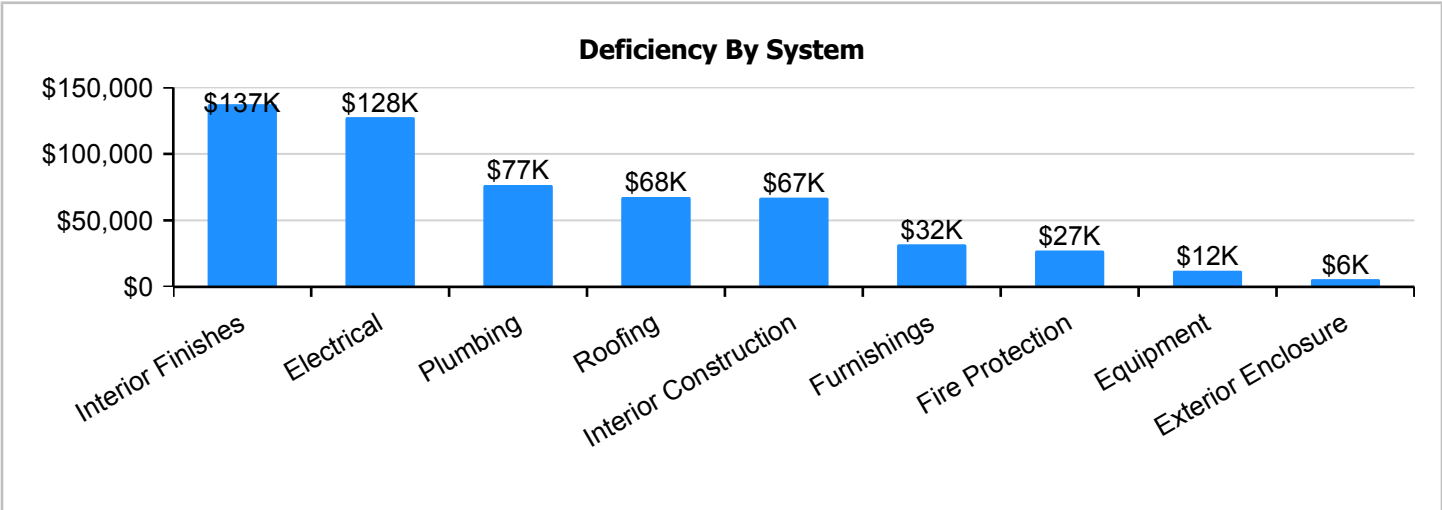 Deficiency By System
$150,000
$100,000
$50,000
$0
$137K
$128K
$77K
$68K
$67K
$32K
$27K
$12K
$6K
Interior Finishes
Electrical
Plumbing
Roofing
Interior Construction
Furnishings
Fire Protection
Equipment
Exterior Enclosure